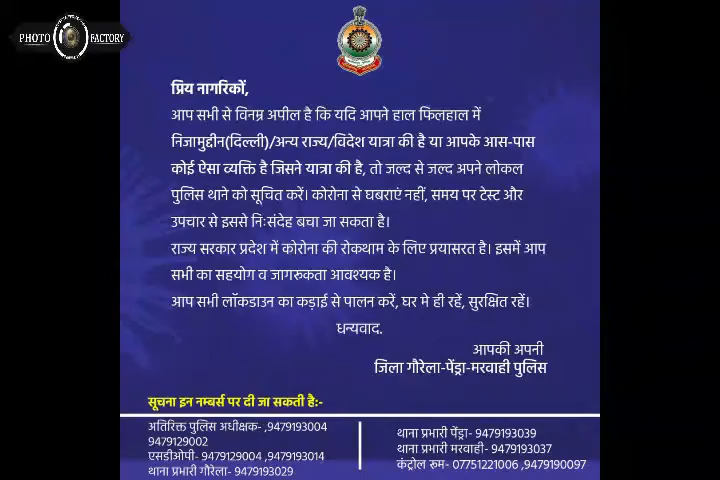 PHOTO FACTORY
प्रिय नागरिकों,
आप सभी से विनम्र अपील है कि यदि आपने हाल फिलहाल में
निजामुद्दीन(दिल्ली)/अन्य राज्य/विदेश यात्रा की है या आपके आस-पास
कोई ऐसा व्यक्ति है जिसने यात्रा की है, तो जल्द से जल्द अपने लोकल
पुलिस थाने को सूचित करें। कोरोना से घबराएं नहीं, समय पर टेस्ट और
उपचार से इससे निःसंदेह बचा जा सकता है।
राज्य सरकार प्रदेश में कोरोना की रोकथाम के लिए प्रयासरत है। इसमें आप
सभी का सहयोग व जागरूकता आवश्यक है।
आप सभी लॉकडाउन का कड़ाई से पालन करें, घर मे ही रहें, सुरक्षित रहें।
धन्यवाद.
आपकी अपनी
जिला गौरेला-पेंड्रा-मरवाही पुलिस
सूचना इन नम्बर्स पर दी जा सकती है:-
अतिरिक्त पुलिस अधीक्षक- ,9479193004
9479129002
एसडीओपी- 9479129004 ,9479193014
थाना प्रभारी गौरेला- 9479193029
थाना प्रभारी पेंड्रा- 9479193039
थाना प्रभारी मरवाही- 9479193037
कंट्रोल रूम- 07751221006 ,9479190097